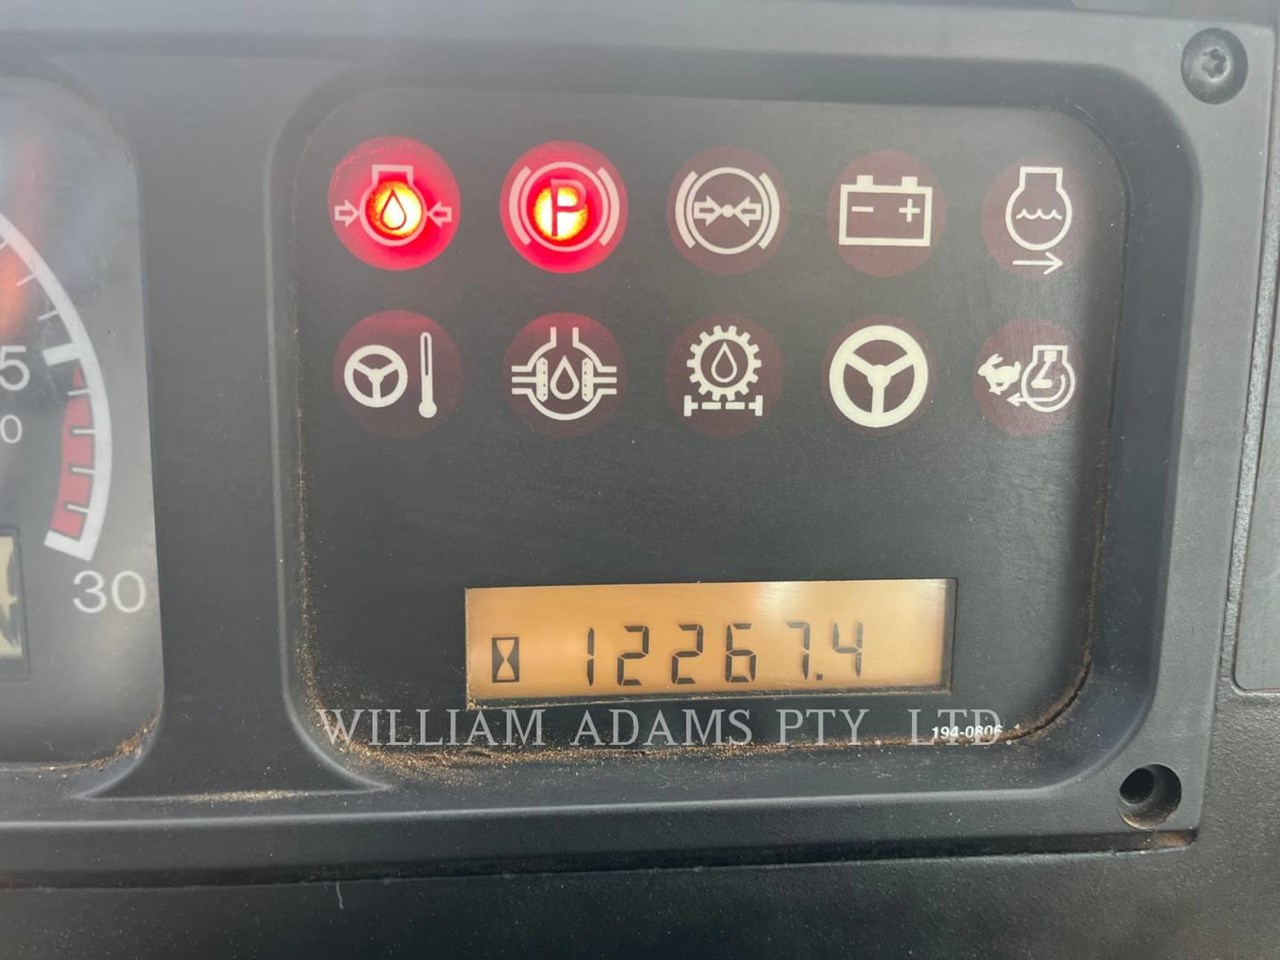 P
5
0
30
12267.4
194-0806
WILLIAM ADAMS PTY. LTD.